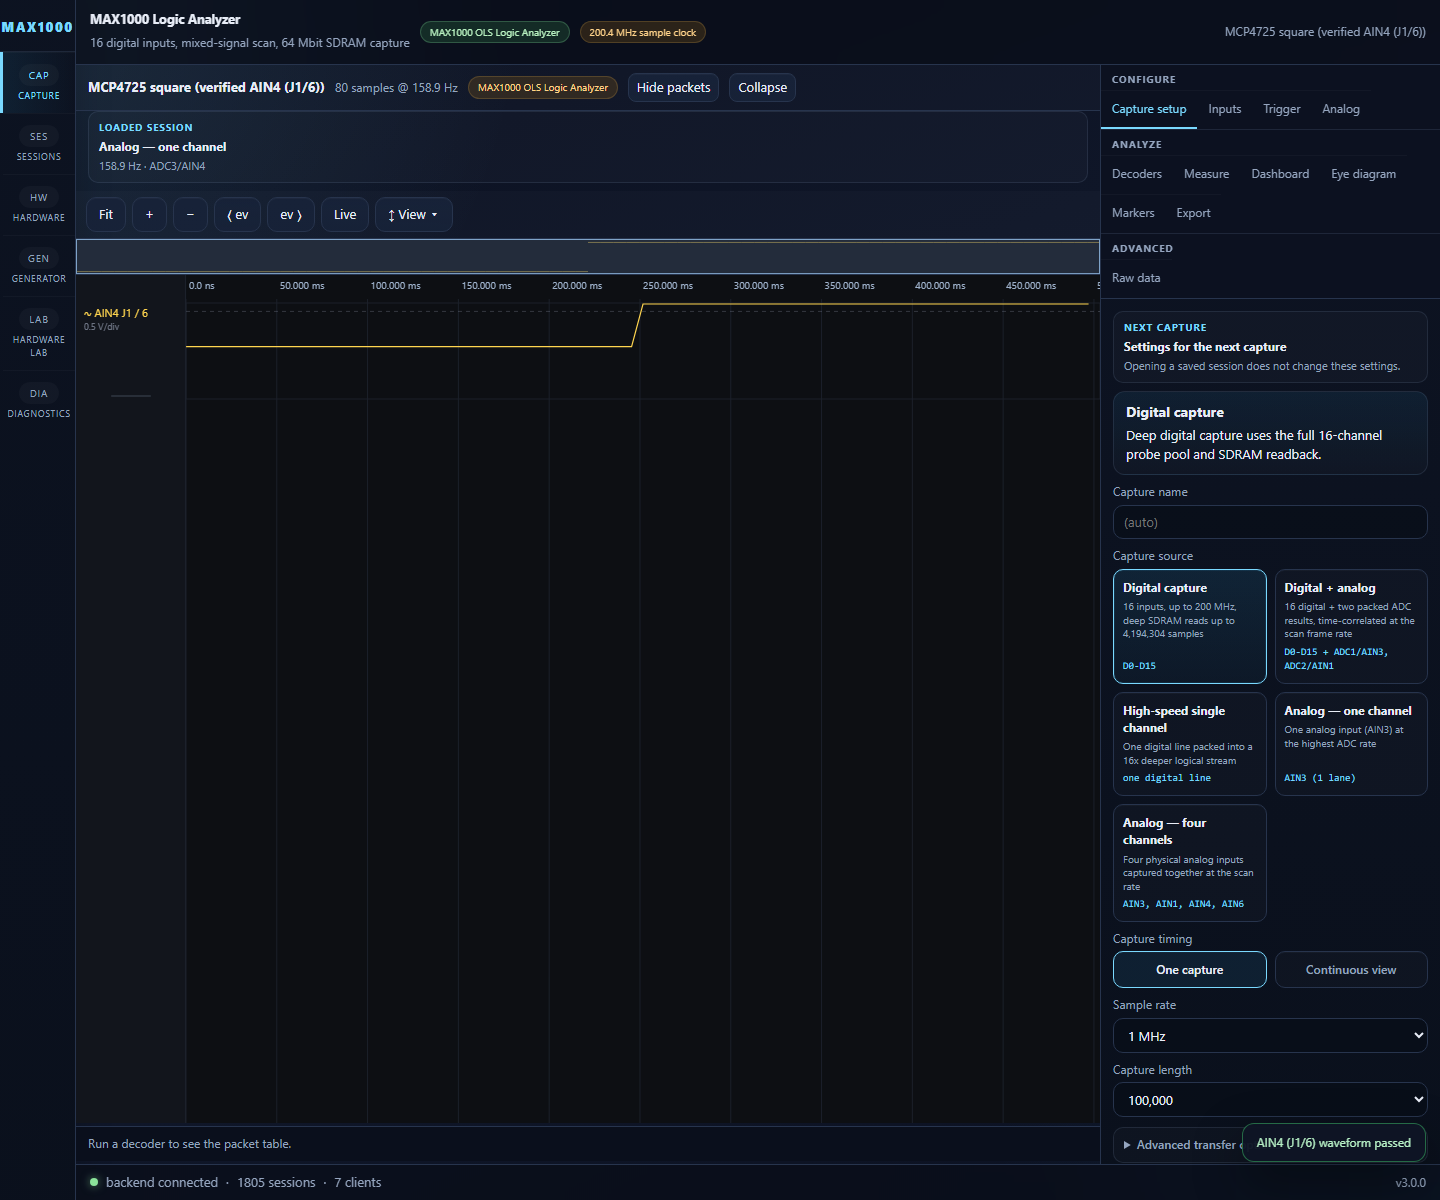 MAX1000
CAP
CAPTURE
SES
SESSIONS
HW
HARDWARE
GEN
GENERATOR
LAB
HARDWARE
LAB
DIA
DIAGNOSTICS
MAX1000 Logic Analyzer
16 digital inputs, mixed-signal scan, 64 Mbit SDRAM capture
MAX1000 OLS Logic Analyzer
200.4 MHz sample clock
MCP4725 square (verified AIN4 (J1/6))
MCP4725 square (verified AIN4 (J1/6)) 80 samples @ 158.9 Hz MAX1000 OLS Logic Analyzer Hide packets Collapse
LOADED SESSION
Analog — one channel
158.9 Hz · ADC3/AIN4
Fit + − ⟨ ev ev ⟩ Live ↕ View ▾
0.0 ns 50.000 ms 100.000 ms 150.000 ms 200.000 ms 250.000 ms 300.000 ms 350.000 ms 400.000 ms 450.000 ms 5
~ AIN4 J1 / 6
0.5 V/div
Run a decoder to see the packet table.
CONFIGURE
Capture setup Inputs Trigger Analog
ANALYZE
Decoders Measure Dashboard Eye diagram
Markers Export
ADVANCED
Raw data
NEXT CAPTURE
Settings for the next capture
Opening a saved session does not change these settings.
Digital capture
Deep digital capture uses the full 16-channel
probe pool and SDRAM readback.
Capture name
(auto)
Capture source
Digital capture
16 inputs, up to 200 MHz,
deep SDRAM reads up to
4,194,304 samples
D0-D15
Digital + analog
16 digital + two packed ADC
results, time-correlated at the
scan frame rate
D0-D15 + ADC1/AIN3,
ADC2/AIN1
High-speed single
channel
One digital line packed into a
16x deeper logical stream
one digital line
Analog — one channel
One analog input (AIN3) at
the highest ADC rate
AIN3 (1 lane)
Analog — four
channels
Four physical analog inputs
captured together at the scan
rate
AIN3, AIN1, AIN4, AIN6
Capture timing
One capture Continuous view
Sample rate
1 MHz
Capture length
100,000
▶ Advanced transfer
AIN4 (J1/6) waveform passed
backend connected · 1805 sessions · 7 clients
v3.0.0